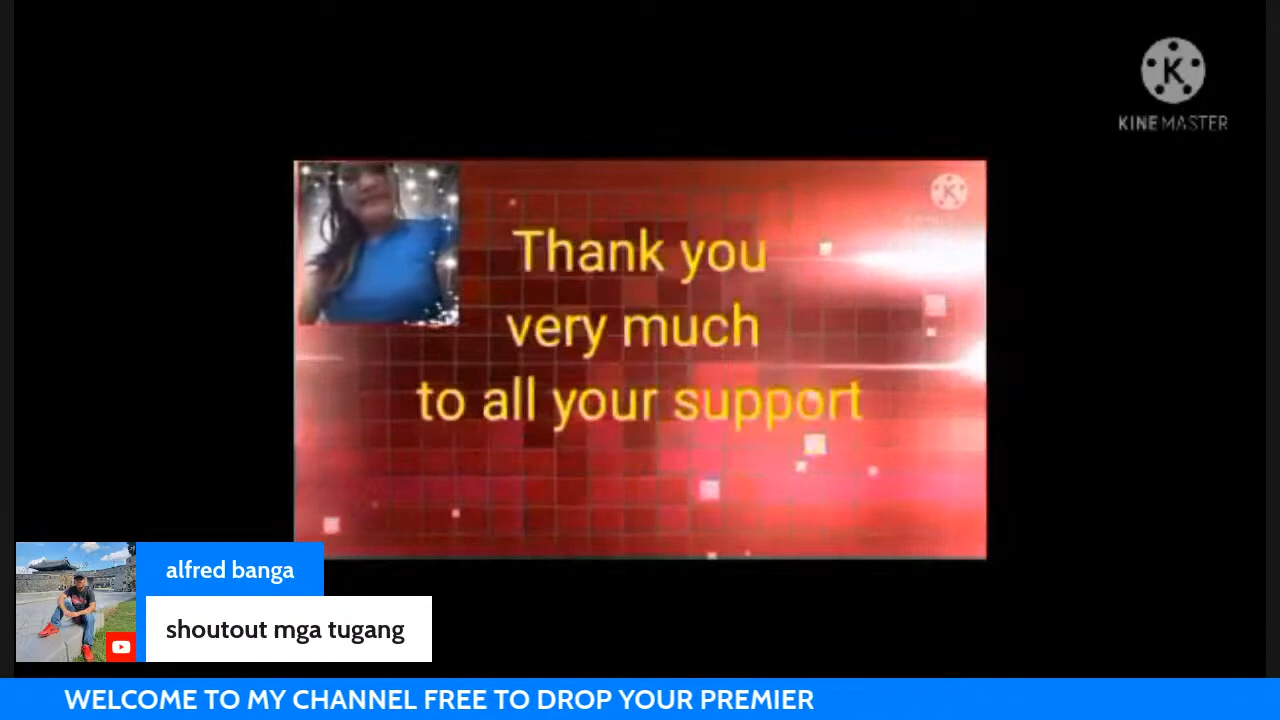 K
KINEMASTER
K
Thank you
very much
to all your support
alfred banga
shoutout mga tugang
WELCOME TO MY CHANNEL FREE TO DROP YOUR PREMIER